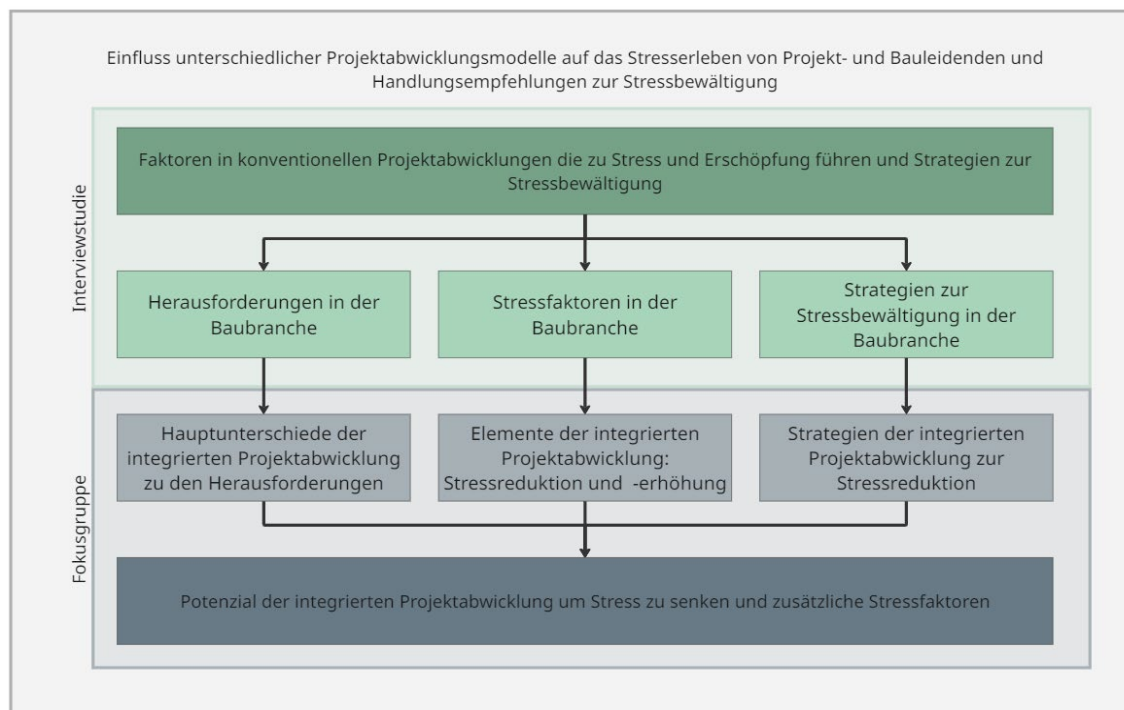 Einfluss unterschiedlicher Projektabwicklungsmodelle auf das Stresserleben von Projekt- und Bauleidenden und
Handlungsempfehlungen zur Stressbewältigung
Interviewstudie
Faktoren in konventionellen Projektabwicklungen die zu Stress und Erschöpfung führen und Strategien zur
Stressbewältigung
Herausforderungen in der
Baubranche
Stressfaktoren in der
Baubranche
Strategien zur
Stressbewältigung in der
Baubranche
Fokusgruppe
Hauptunterschiede der
integrierten Projektabwicklung
zu den Herausforderungen
Elemente der integrierten
Projektabwicklung:
Stressreduktion und -erhöhung
Strategien der integrierten
Projektabwicklung zur
Stressreduktion
Potenzial der integrierten Projektabwicklung um Stress zu senken und zusätzliche Stressfaktoren